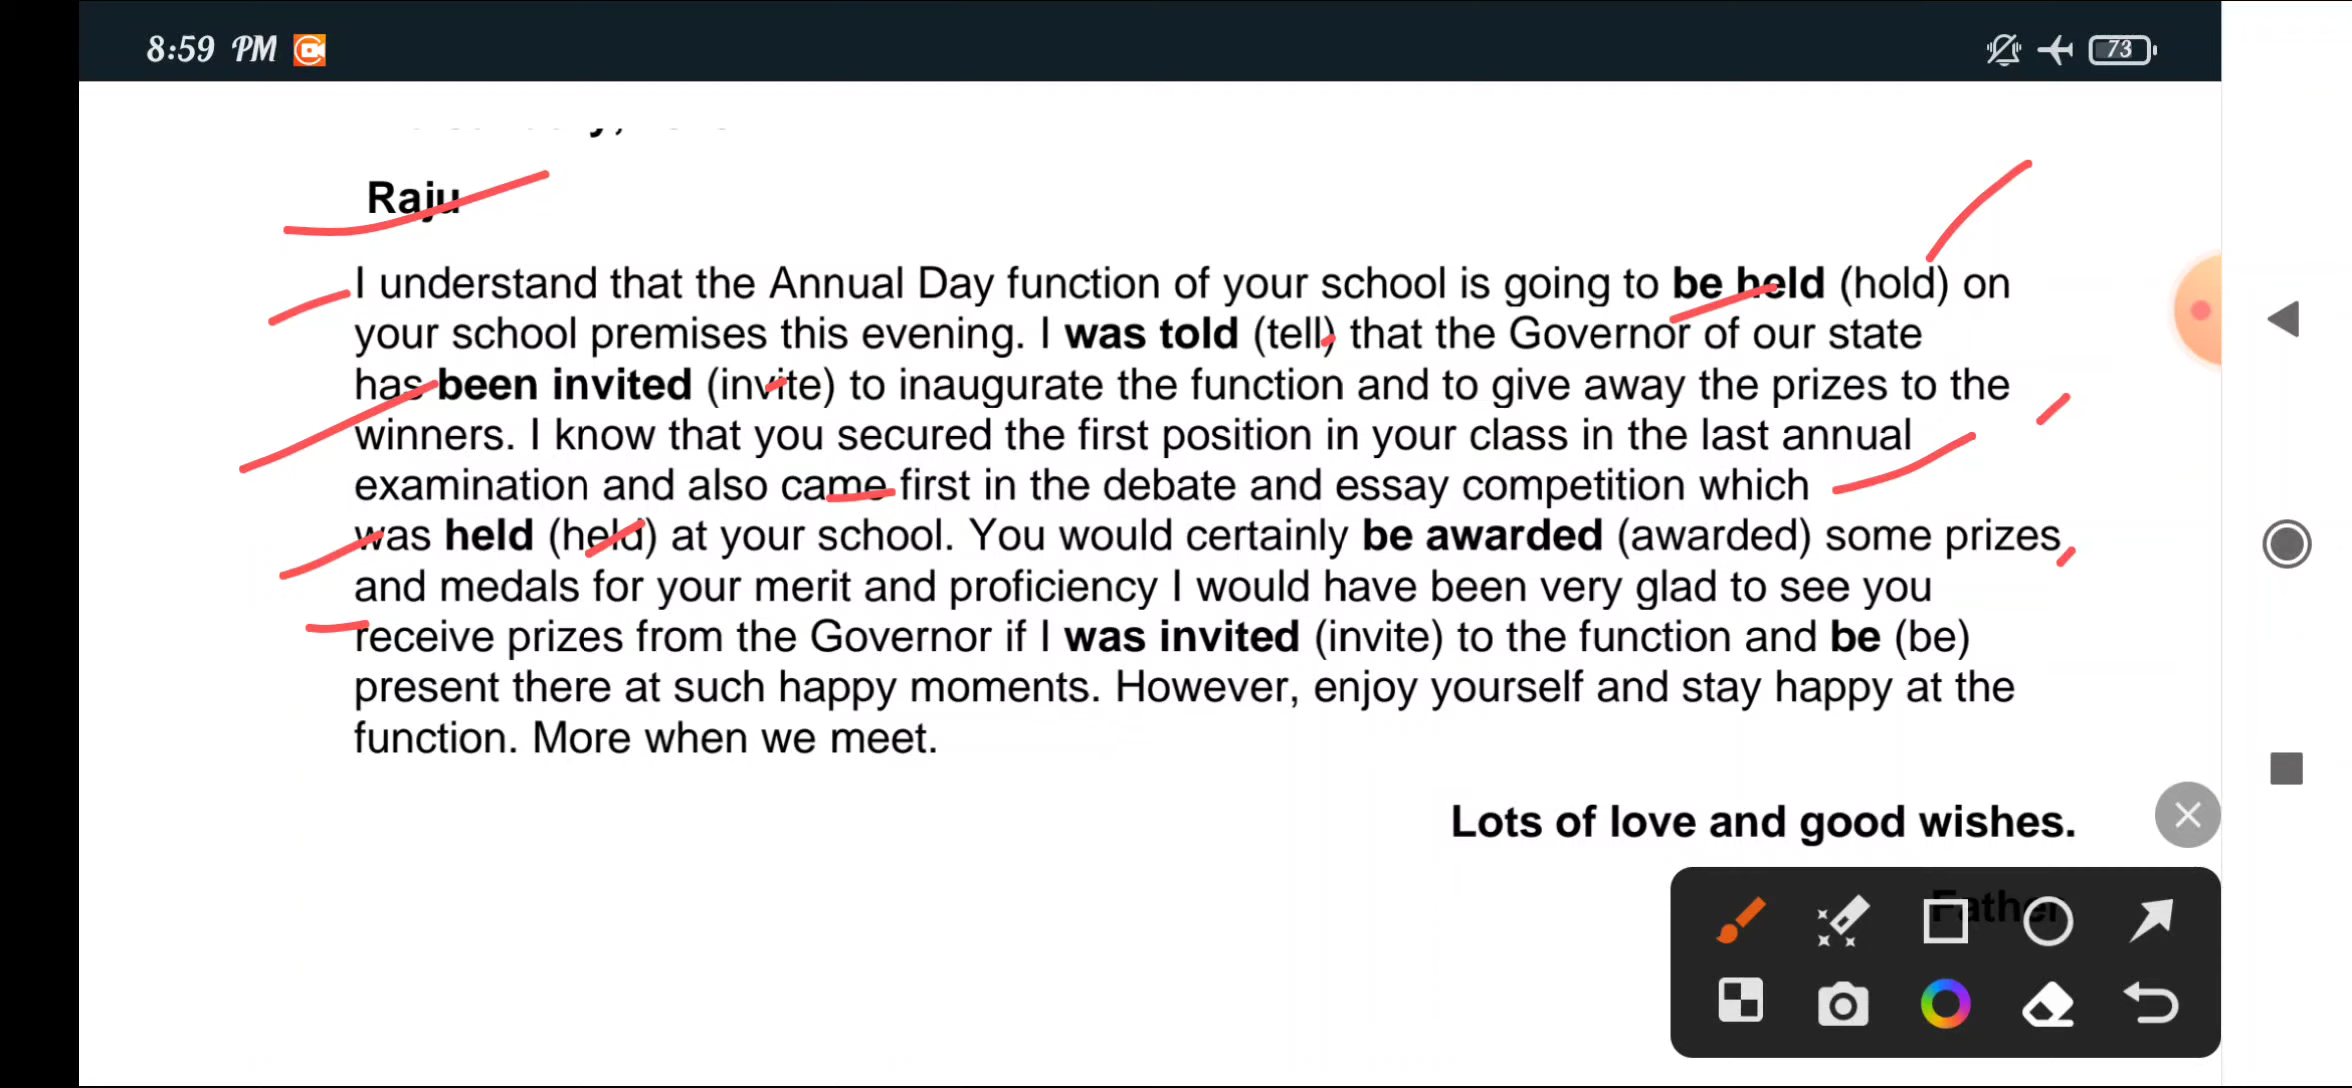 8:59 PM
73
Raju
I understand that the Annual Day function of your school is going to be held (hold) on
your school premises this evening. I was told (tell) that the Governor of our state
has been invited (invite) to inaugurate the function and to give away the prizes to the
winners. I know that you secured the first position in your class in the last annual
examination and also came first in the debate and essay competition which
was held (held) at your school. You would certainly be awarded (awarded) some prizes
and medals for your merit and proficiency I would have been very glad to see you
receive prizes from the Governor if I was invited (invite) to the function and be (be)
present there at such happy moments. However, enjoy yourself and stay happy at the
function. More when we meet.
Lots of love and good wishes.
Father